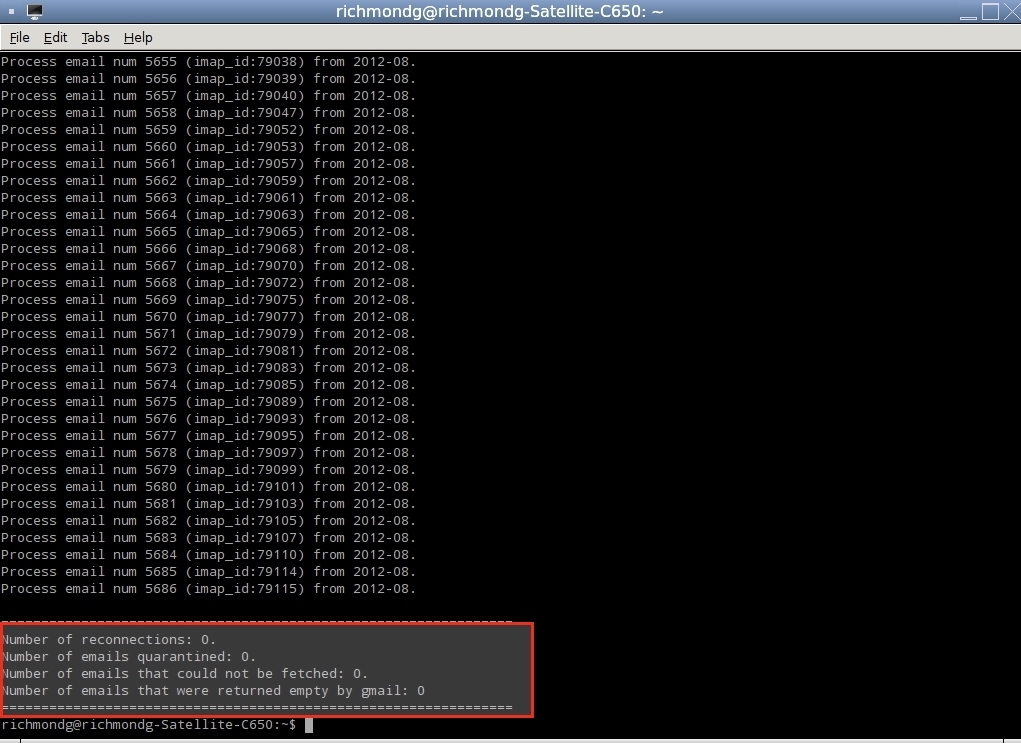 richmondg@richmondg-Satellite-C650: ~
File Edit Tabs Help
Process email num 5655 (imap_id:79038) from 2012-08.
Process email num 5656 (imap_id:79039) from 2012-08.
Process email num 5657 (imap_id:79040) from 2012-08.
Process email num 5658 (imap_id:79047) from 2012-08.
Process email num 5659 (imap_id:79052) from 2012-08.
Process email num 5660 (imap_id:79053) from 2012-08.
Process email num 5661 (imap_id:79057) from 2012-08.
Process email num 5662 (imap_id:79059) from 2012-08.
Process email num 5663 (imap_id:79061) from 2012-08.
Process email num 5664 (imap_id:79063) from 2012-08.
Process email num 5665 (imap_id:79065) from 2012-08.
Process email num 5666 (imap_id:79068) from 2012-08.
Process email num 5667 (imap_id:79070) from 2012-08.
Process email num 5668 (imap_id:79072) from 2012-08.
Process email num 5669 (imap_id:79075) from 2012-08.
Process email num 5670 (imap_id:79077) from 2012-08.
Process email num 5671 (imap_id:79079) from 2012-08.
Process email num 5672 (imap_id:79081) from 2012-08.
Process email num 5673 (imap_id:79083) from 2012-08.
Process email num 5674 (imap_id:79085) from 2012-08.
Process email num 5675 (imap_id:79089) from 2012-08.
Process email num 5676 (imap_id:79093) from 2012-08.
Process email num 5677 (imap_id:79095) from 2012-08.
Process email num 5678 (imap_id:79097) from 2012-08.
Process email num 5679 (imap_id:79099) from 2012-08.
Process email num 5680 (imap_id:79101) from 2012-08.
Process email num 5681 (imap_id:79103) from 2012-08.
Process email num 5682 (imap_id:79105) from 2012-08.
Process email num 5683 (imap_id:79107) from 2012-08.
Process email num 5684 (imap_id:79110) from 2012-08.
Process email num 5685 (imap_id:79114) from 2012-08.
Process email num 5686 (imap_id:79115) from 2012-08.
================================================================
Number of reconnections: 0.
Number of emails quarantined: 0.
Number of emails that could not be fetched: 0.
Number of emails that were returned empty by gmail: 0
================================================================
richmondg@richmondg-Satellite-C650:~$